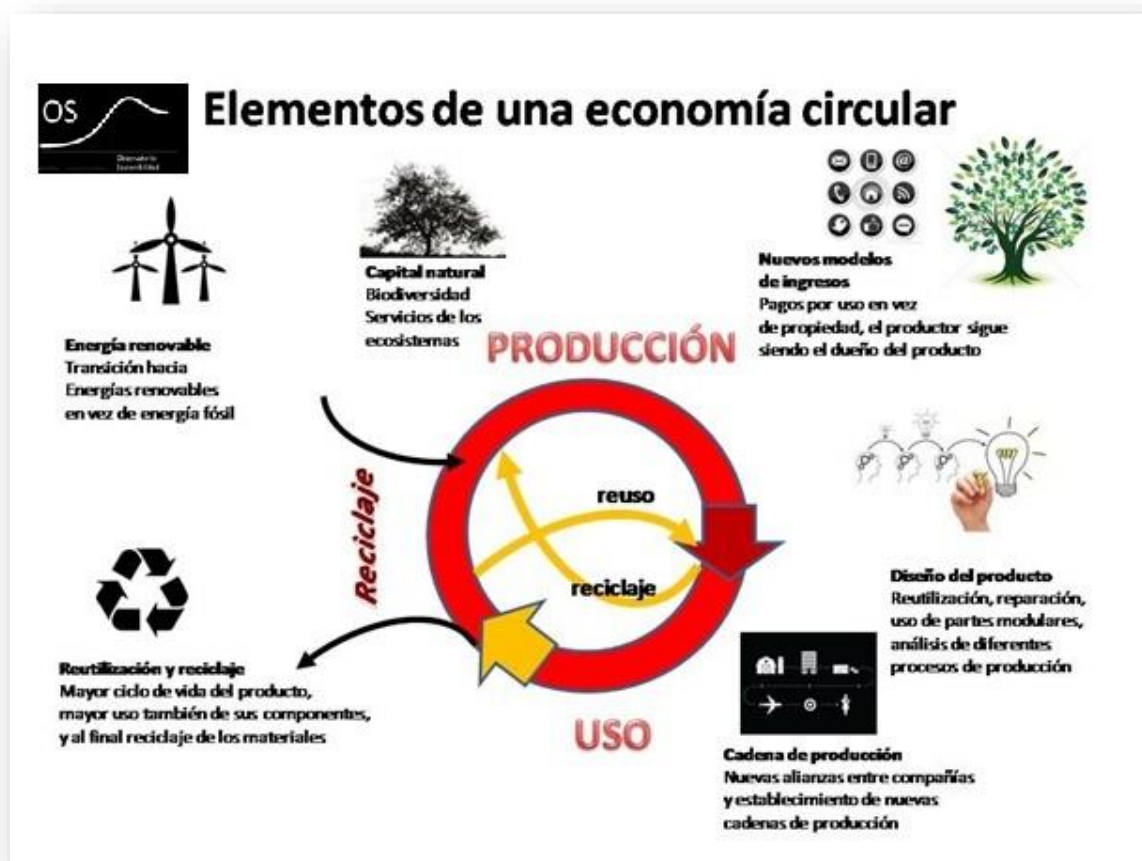 OS
Observatorio
Sostenibilidad
Elementos de una economía circular
Energía renovable
Transición hacia
Energías renovables
en vez de energía fósil
Capital natural
Biodiversidad
Servicios de los
ecosistemas
Nuevos modelos
de ingresos
Pagos por uso en vez
de propiedad, el productor sigue
siendo el dueño del producto
PRODUCCIÓN
Reciclaje
reuso
reciclaje
USO
Diseño del producto
Reutilización, reparación,
uso de partes modulares,
análisis de diferentes
procesos de producción
Reutilización y reciclaje
Mayor ciclo de vida del producto,
mayor uso también de sus componentes,
y al final reciclaje de los materiales
Cadena de producción
Nuevas alianzas entre compañías
y establecimiento de nuevas
cadenas de producción